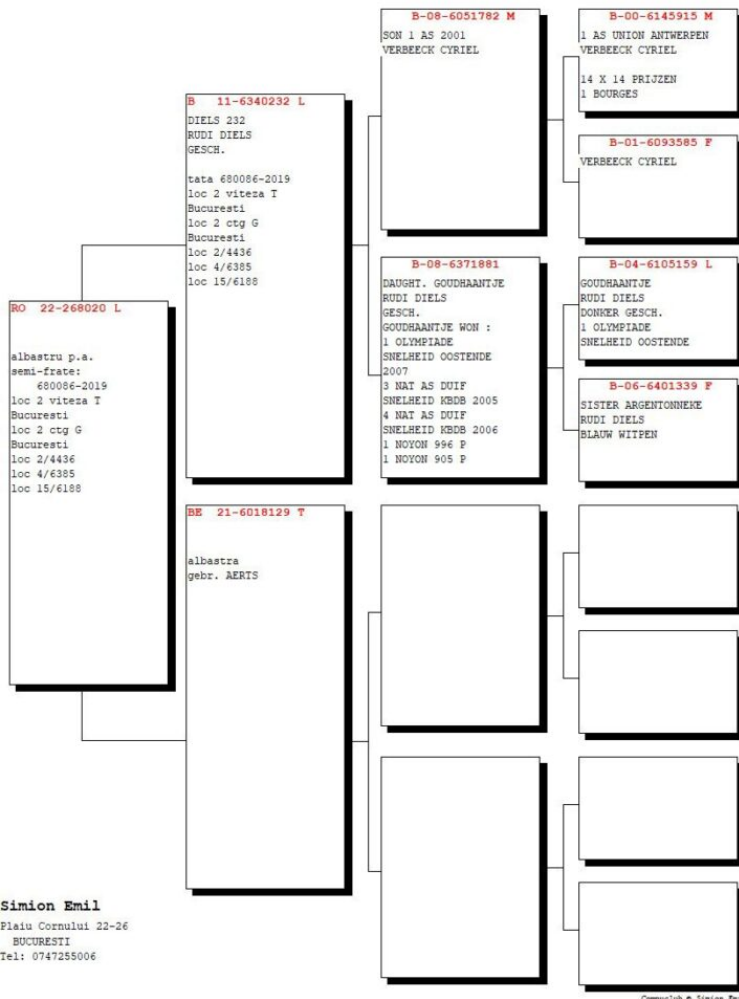 RO 22-268020 L
albastru p.a.
semi-frate:
680086-2019
loc 2 viteza T
Bucuresti
loc 2 ctg G
Bucuresti
loc 2/4436
loc 4/6385
loc 15/6188
B 11-6340232 L
DIELS 232
RUDI DIELS
GESCH.
tata 680086-2019
loc 2 viteza T
Bucuresti
loc 2 ctg G
Bucuresti
loc 2/4436
loc 4/6385
loc 15/6188
BE 21-6018129 T
albastra
gebr. AERTS
B-08-6051782 M
SON 1 AS 2001
VERBEECK CYRIEL
B-08-6371881
DAUGHT. GOUDHAANTJE
RUDI DIELS
GESCH.
GOUDHAANTJE WON :
1 OLYMPIADE
SNELHEID OOSTENDE
2007
3 NAT AS DUIF
SNELHEID KBDB 2005
4 NAT AS DUIF
SNELHEID KBDB 2006
1 NOYON 996 P
1 NOYON 905 P
B-00-6145915 M
1 AS UNION ANTWERPEN
VERBEECK CYRIEL
14 X 14 PRIJZEN
1 BOURGES
B-01-6093585 F
VERBEECK CYRIEL
B-04-6105159 L
GOUDHAANTJE
RUDI DIELS
DONKER GESCH.
1 OLYMPIADE
SNELHEID OOSTENDE
B-06-6401339 F
SISTER ARGENTONNEKE
RUDI DIELS
BLAUW WITPEN
Simion Emil
Plaiu Cornului 22-26
BUCURESTI
Tel: 0747255006